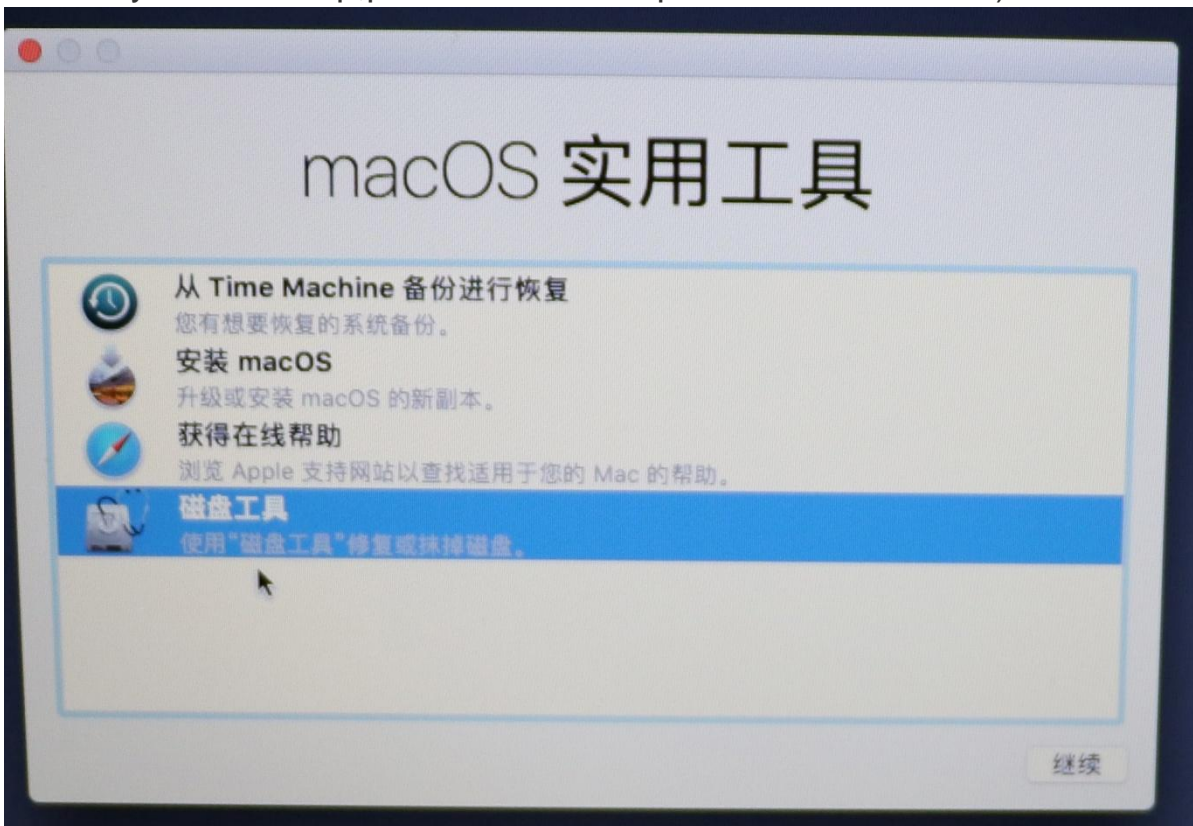 macOS 实用工具
从 Time Machine 备份进行恢复
您有想要恢复的系统备份。
安装 macOS
升级或安装 macOS 的新副本。
获得在线帮助
浏览 Apple 支持网站以查找适用于您的 Mac 的帮助。
磁盘工具
使用“磁盘工具”修复或抹掉磁盘。
继续